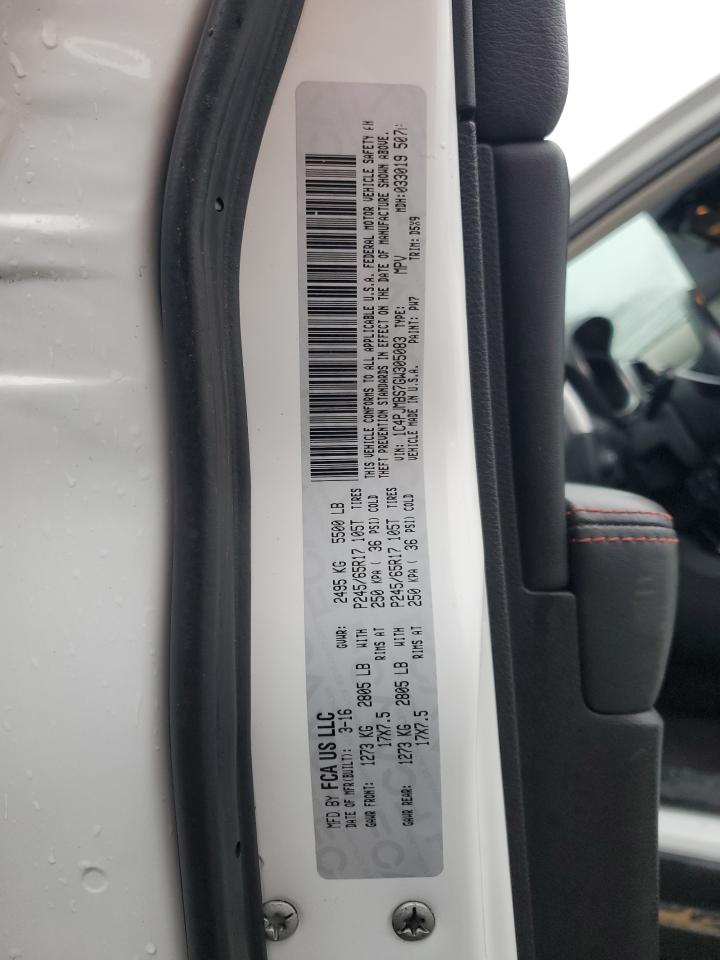 MFD BY FCA US LLC
DATE OF MFR(BUILT): 3-16 GVWR: 2495 KG 5500 LB
GAWR FRONT: 1273 KG 2805 LB WITH P245/65R17 105T TIRES
17X7.5 RIMS AT 250 KPA ( 36 PSI) COLD
GAWR REAR: 1273 KG 2805 LB WITH P245/65R17 105T TIRES
17X7.5 RIMS AT 250 KPA ( 36 PSI) COLD
THIS VEHICLE CONFORMS TO ALL APPLICABLE U.S.A. FEDERAL MOTOR VEHICLE SAFETY
THEFT PREVENTION STANDARDS IN EFFECT ON THE DATE OF MANUFACTURE SHOWN ABOVE.
VIN: 1C4PJMBS7GW305083 TYPE: MPV MDH:033019 507
VEHICLE MADE IN U.S.A. PAINT: PW7 TRIM: D5X9